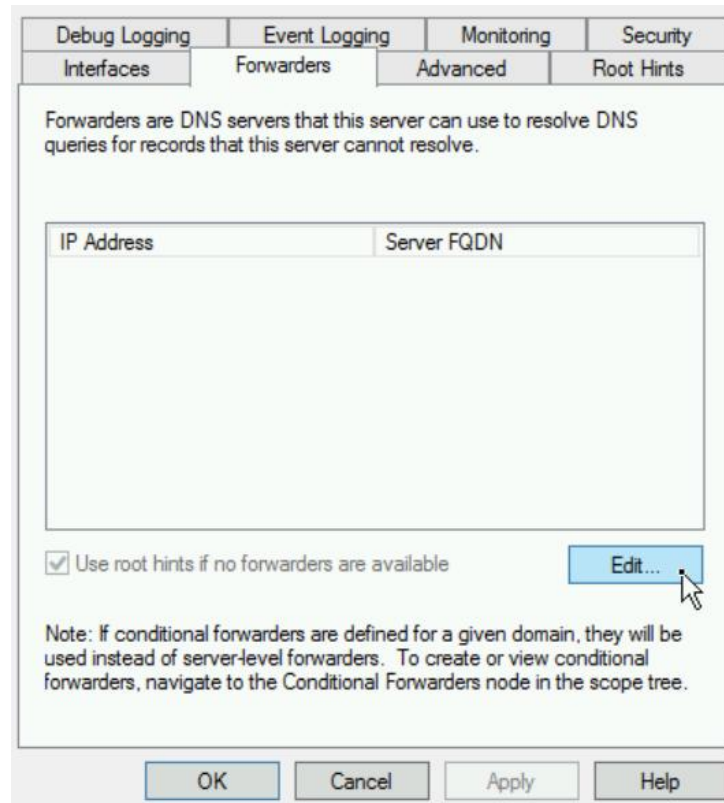 Debug Logging Event Logging Monitoring Security
Interfaces Forwarders Advanced Root Hints
Forwarders are DNS servers that this server can use to resolve DNS
queries for records that this server cannot resolve.
IP Address Server FQDN
Use root hints if no forwarders are available Edit...
Note: If conditional forwarders are defined for a given domain, they will be
used instead of server-level forwarders. To create or view conditional
forwarders, navigate to the Conditional Forwarders node in the scope tree.
OK Cancel Apply Help